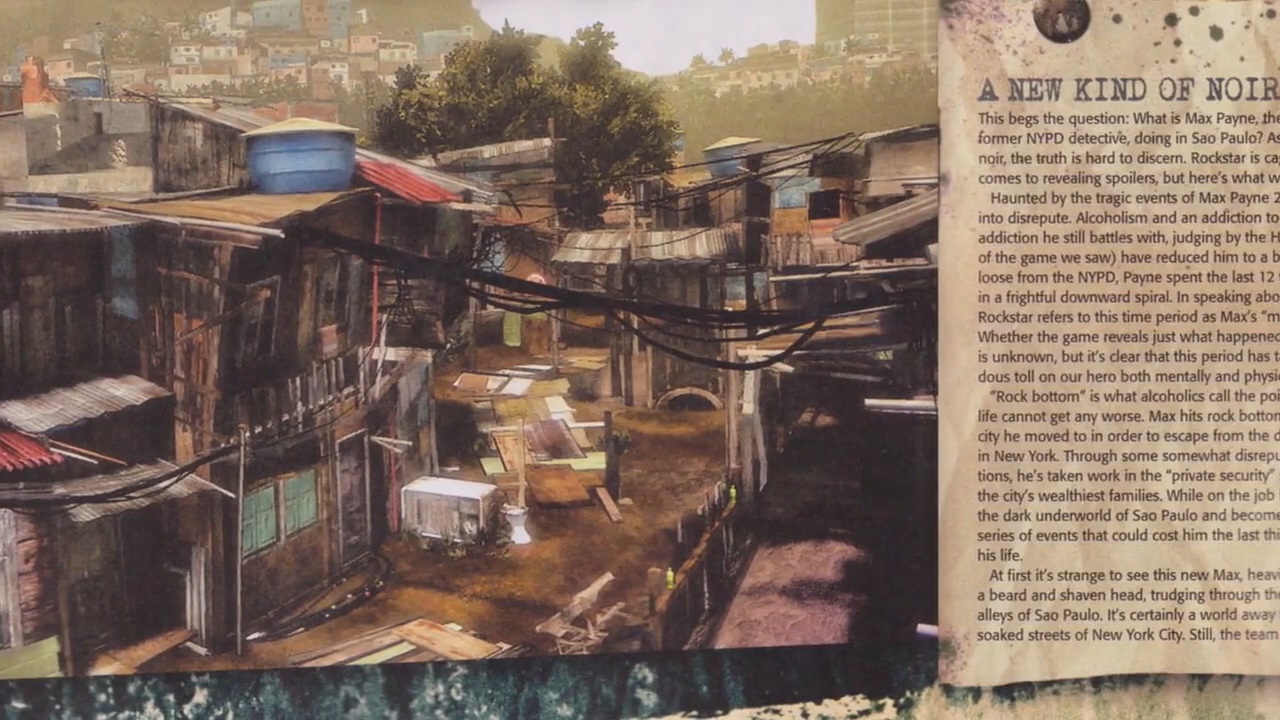 A NEW KIND OF NOIR
This begs the question: What is Max Payne, the
former NYPD detective, doing in Sao Paulo? As
noir, the truth is hard to discern. Rockstar is cag
comes to revealing spoilers, but here's what w
Haunted by the tragic events of Max Payne 2
into disrepute. Alcoholism and an addiction to
addiction he still battles with, judging by the H
of the game we saw) have reduced him to a b
loose from the NYPD, Payne spent the last 12
in a frightful downward spiral. In speaking abo
Rockstar refers to this time period as Max's "m
Whether the game reveals just what happened
is unknown, but it's clear that this period has ta
dous toll on our hero both mentally and physic
"Rock bottom" is what alcoholics call the poi
life cannot get any worse. Max hits rock bottom
city he moved to in order to escape from the d
in New York. Through some somewhat disrepu
tions, he's taken work in the "private security"
the city's wealthiest families. While on the job
the dark underworld of Sao Paulo and become
series of events that could cost him the last thi
his life.
At first it's strange to see this new Max, heavi
a beard and shaven head, trudging through the
alleys of Sao Paulo. It's certainly a world away
soaked streets of New York City. Still, the team